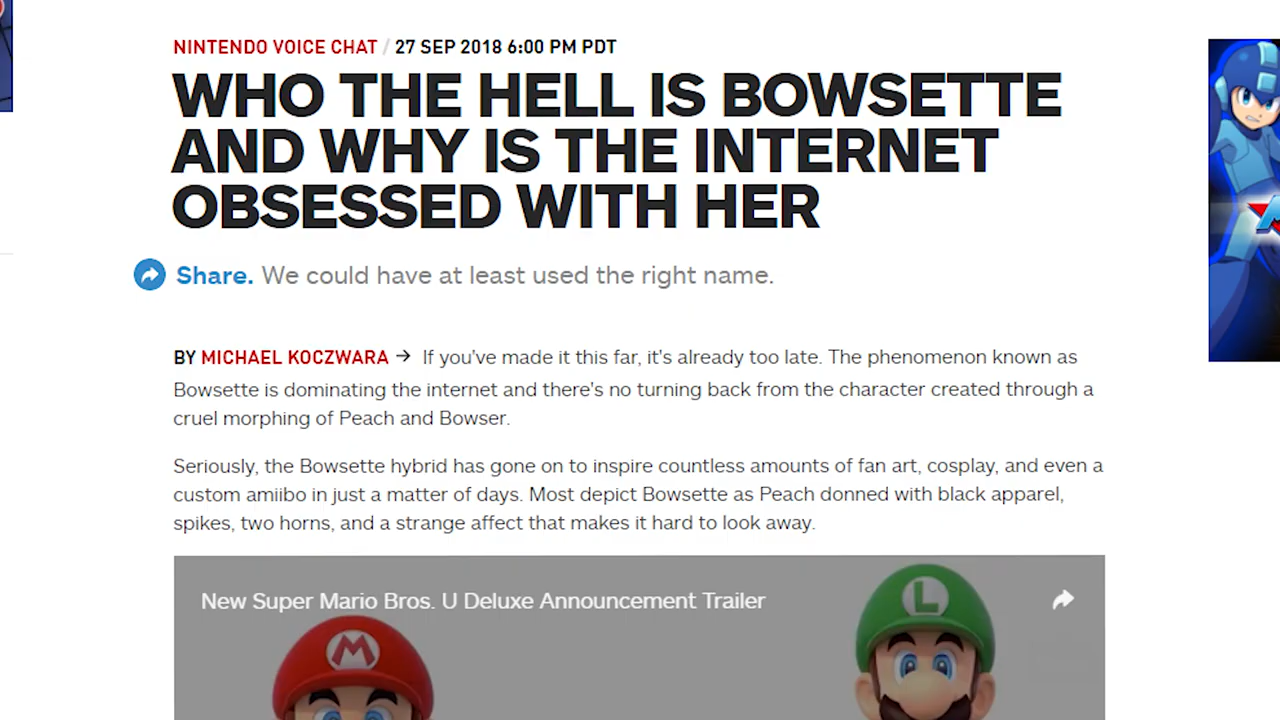 NINTENDO VOICE CHAT / 27 SEP 2018 6:00 PM PDT
WHO THE HELL IS BOWSETTE
AND WHY IS THE INTERNET
OBSESSED WITH HER
Share. We could have at least used the right name.
BY MICHAEL KOCZWARA → If you've made it this far, it's already too late. The phenomenon known as
Bowsette is dominating the internet and there's no turning back from the character created through a
cruel morphing of Peach and Bowser.
Seriously, the Bowsette hybrid has gone on to inspire countless amounts of fan art, cosplay, and even a
custom amiibo in just a matter of days. Most depict Bowsette as Peach donned with black apparel,
spikes, two horns, and a strange affect that makes it hard to look away.
New Super Mario Bros. U Deluxe Announcement Trailer
M
L